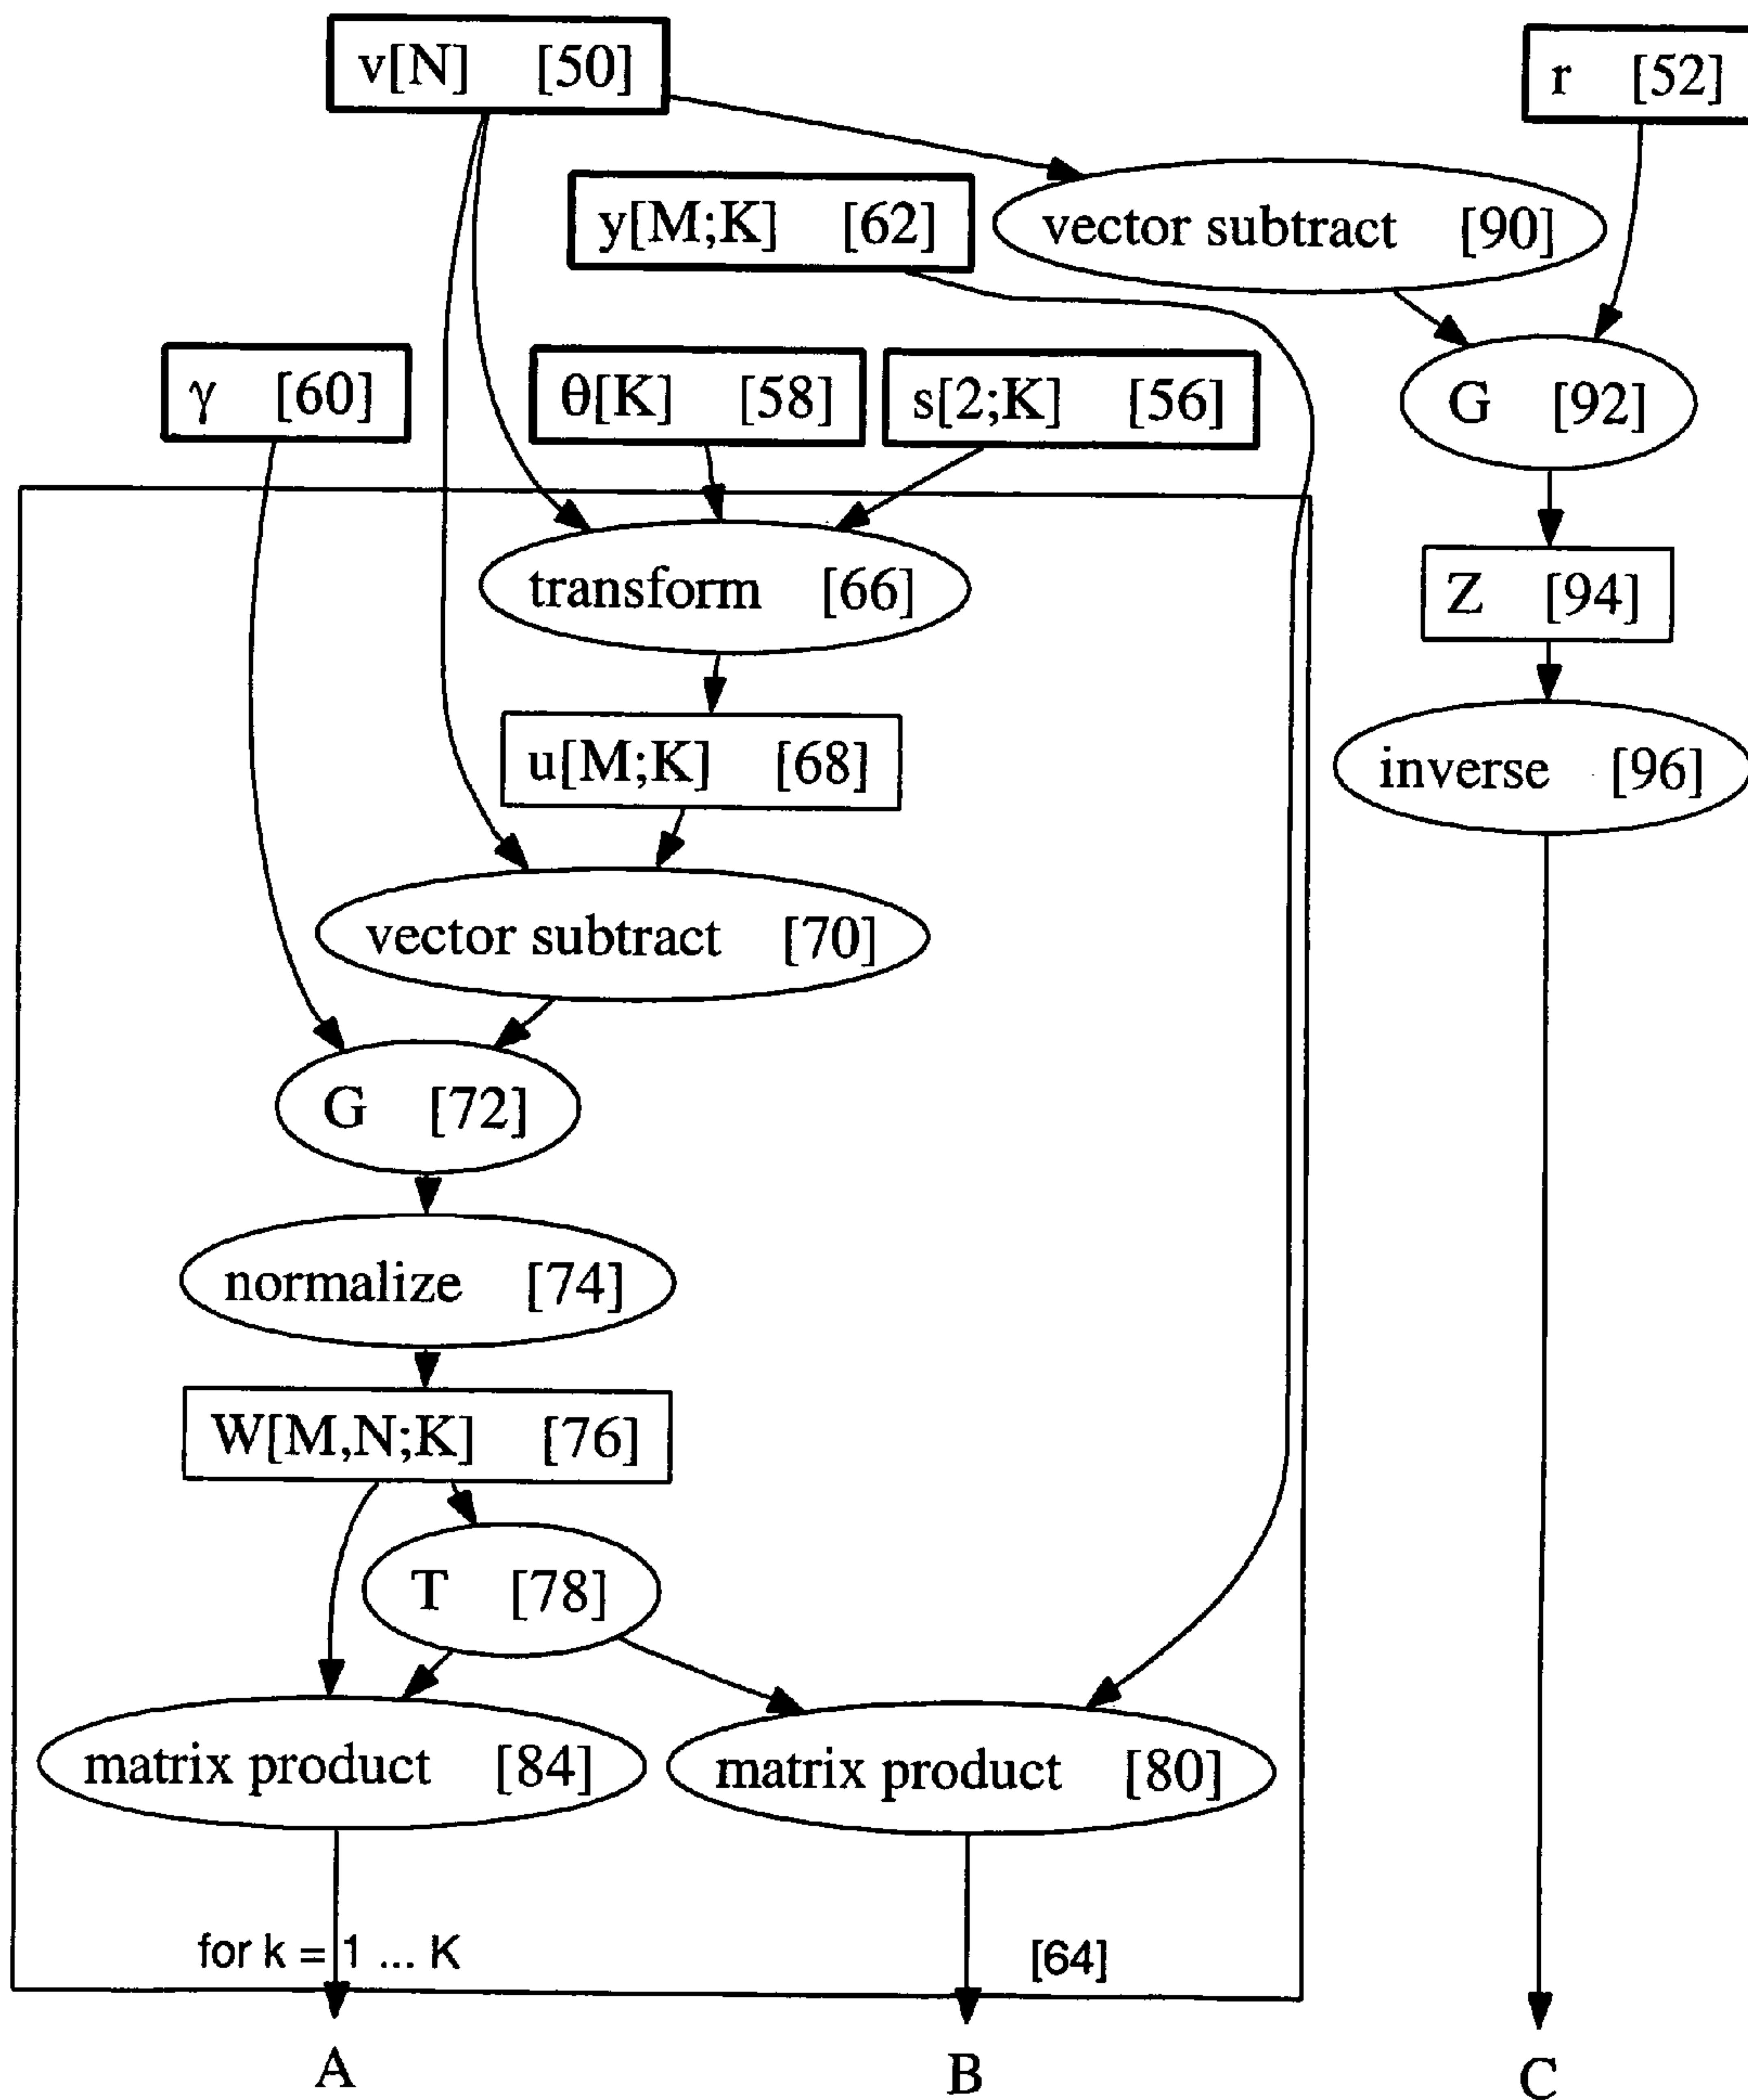 v[N] [50]
r [52]
y[M;K] [62]
vector subtract [90]
γ [60]
θ[K] [58]
s[2;K] [56]
G [92]
transform [66]
Z [94]
u[M;K] [68]
inverse [96]
vector subtract [70]
G [72]
normalize [74]
W[M,N;K] [76]
T [78]
matrix product [84]
matrix product [80]
for k = 1 ... K
[64]
A
B
C